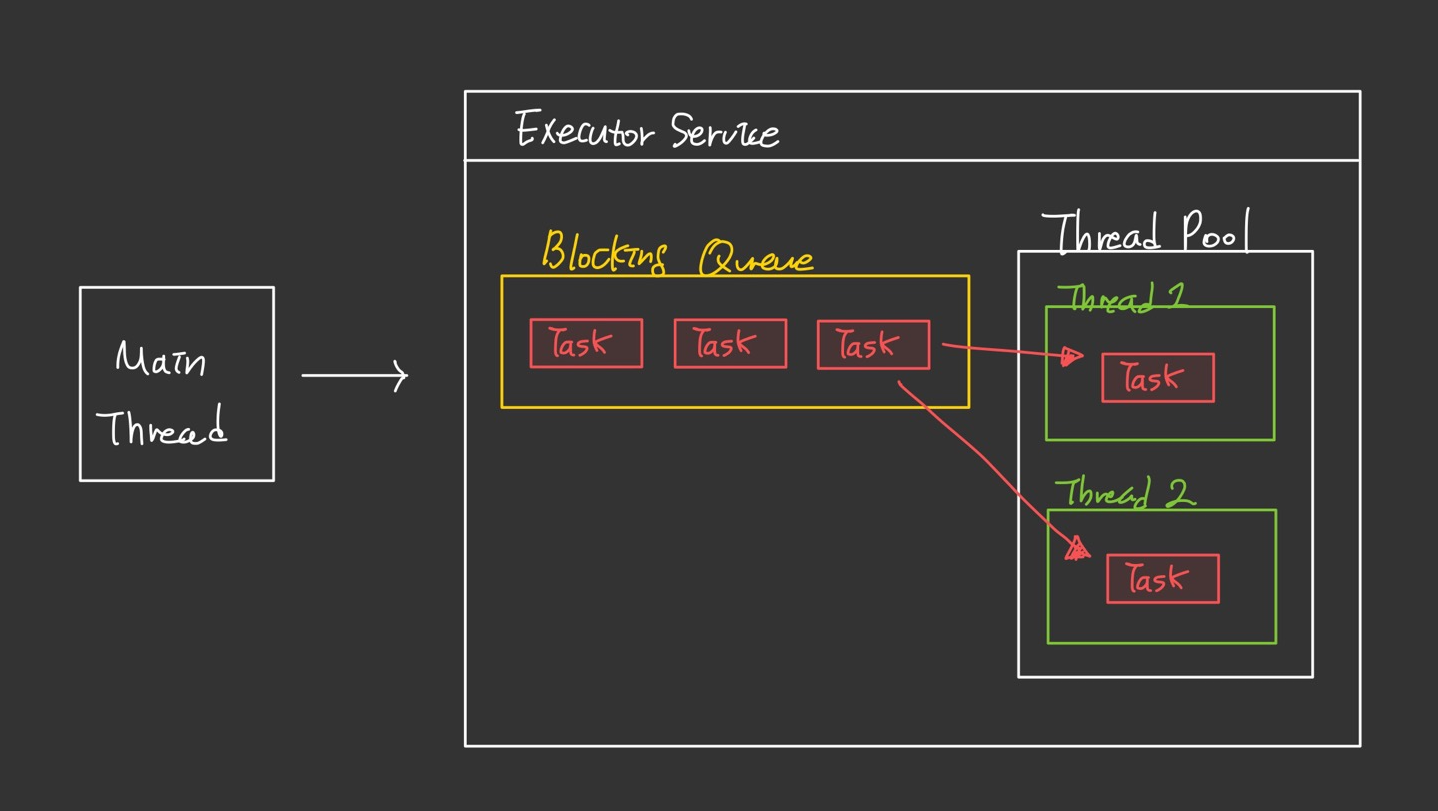 Executor Service
Blocking Queue
Thread Pool
Thread 1
Main
Thread
Task
Task
Task
Task
Thread 2
Task